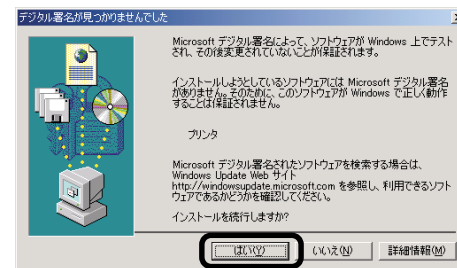 デジタル署名が見つかりませんでした
Microsoft デジタル署名によって、ソフトウェアが Windows 上でテスト
され、その後変更されていないことが保証されます。
インストールしようとしているソフトウェアには Microsoft デジタル署名
がありません。そのために、このソフトウェアが Windows で正しく動作
することは保証されません。
プリンタ
Microsoft デジタル署名されたソフトウェアを検索する場合は、
Windows Update Web サイト
http://windowsupdate.microsoft.com を参照し、利用できるソフト
ウェアであるかどうかを確認してください。
インストールを続行しますか?
はい(Y) いいえ(N) 詳細情報(M)